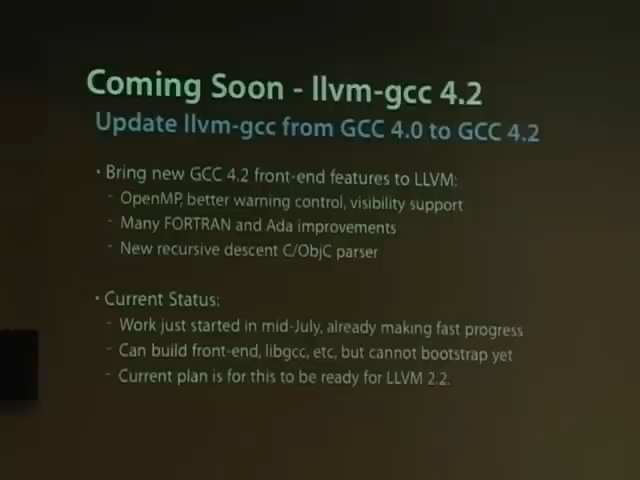 Coming Soon - llvm-gcc 4.2
Update llvm-gcc from GCC 4.0 to GCC 4.2
• Bring new GCC 4.2 front-end features to LLVM:
- OpenMP, better warning control, visibility support
- Many FORTRAN and Ada improvements
- New recursive descent C/ObjC parser
• Current Status:
- Work just started in mid-July, already making fast progress
- Can build front-end, libgcc, etc, but cannot bootstrap yet
- Current plan is for this to be ready for LLVM 2.2.